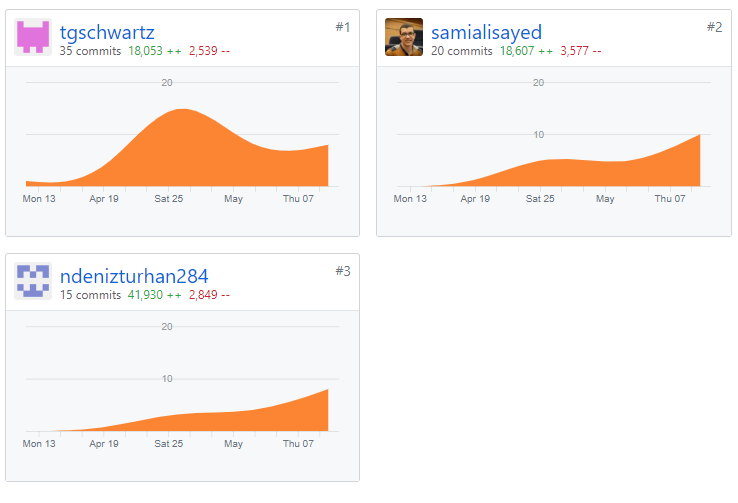 tgschwartz #1
35 commits 18,053 ++ 2,539 --
20
Mon 13 Apr 19 Sat 25 May Thu 07
samialisayed #2
20 commits 18,607 ++ 3,577 --
20
10
Mon 13 Apr 19 Sat 25 May Thu 07
ndenizturhan284 #3
15 commits 41,930 ++ 2,849 --
20
10
Mon 13 Apr 19 Sat 25 May Thu 07